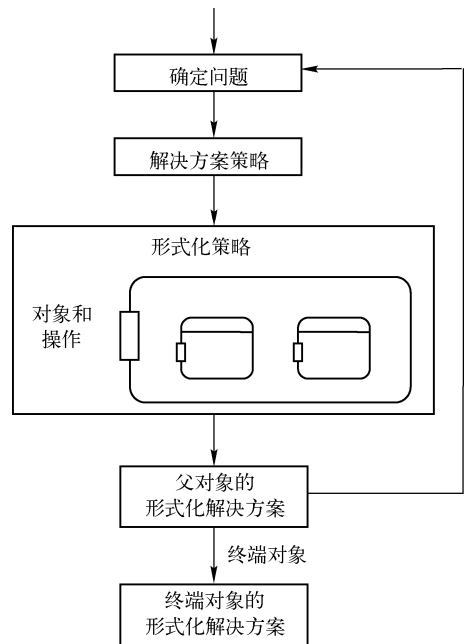 确定问题
解决方案策略
形式化策略
对象和
操作
父对象的
形式化解决方案
终端对象
终端对象的
形式化解决方案